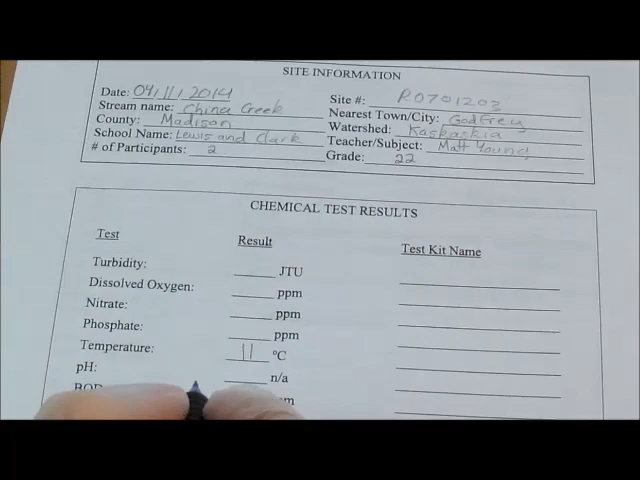 SITE INFORMATION
Date: 04/11/2014 Site #: R0701203
Stream name: China Creek Nearest Town/City: Godfrey
County: Madison Watershed: Kaskaskia
School Name: Lewis and Clark Teacher/Subject: Matt Young
# of Participants: 2 Grade: 22
CHEMICAL TEST RESULTS
Test Result Test Kit Name
Turbidity: JTU
Dissolved Oxygen: ppm
Nitrate: ppm
Phosphate: ppm
Temperature: 11 °C
pH: n/a
BOD